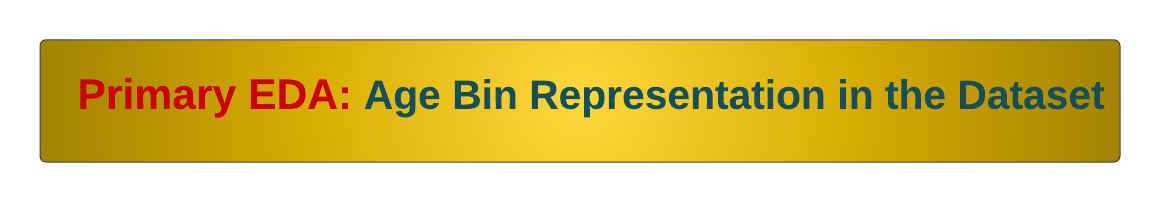 Primary EDA: Age Bin Representation in the Dataset